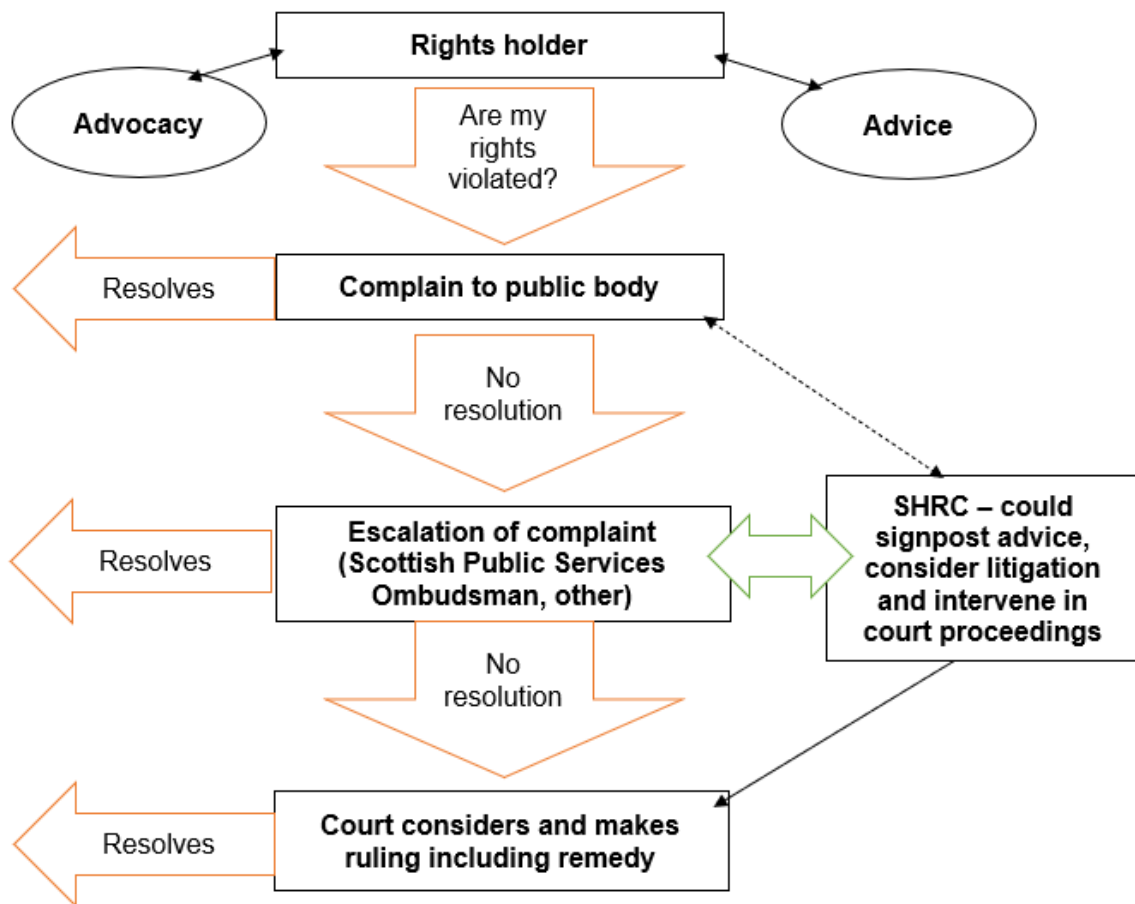 Rights holder
Advocacy
Advice
Are my
rights
violated?
Resolves
Complain to public body
No
resolution
Resolves
Escalation of complaint
(Scottish Public Services
Ombudsman, other)
SHRC – could
signpost advice,
consider litigation
and intervene in
court proceedings
No
resolution
Resolves
Court considers and makes
ruling including remedy